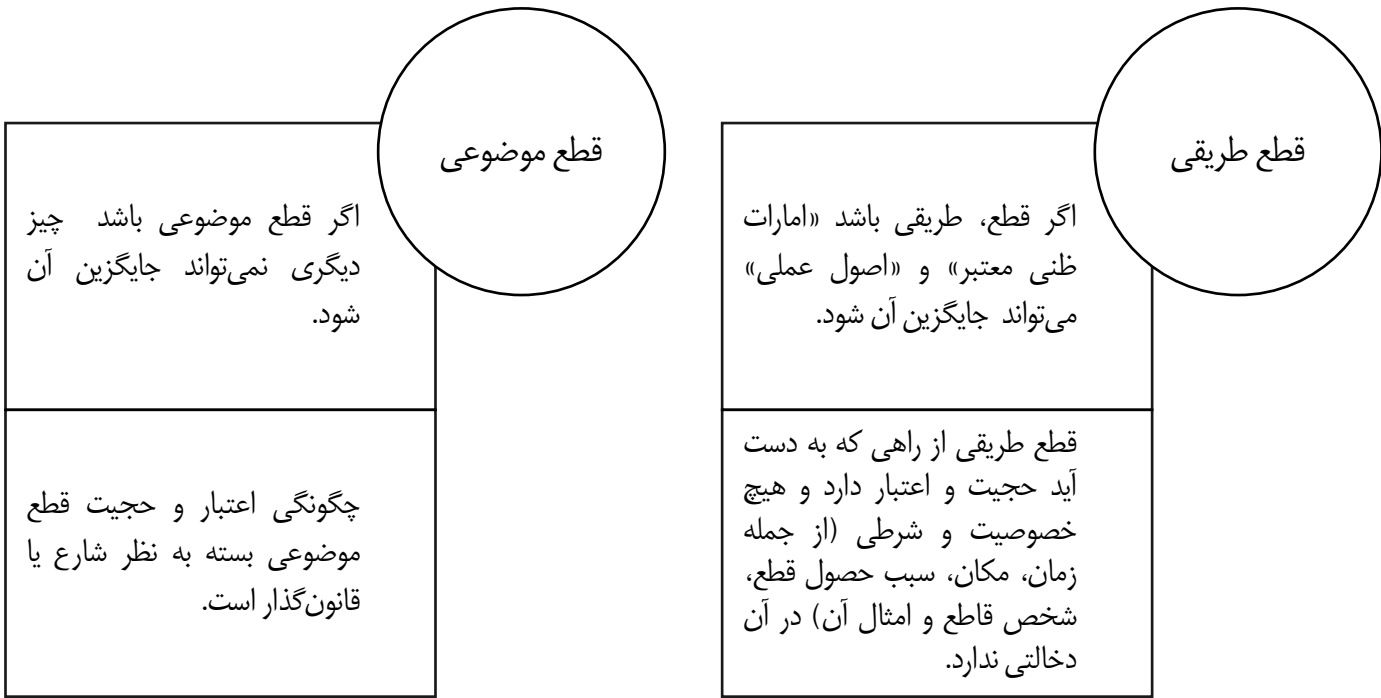 قطع طریقی
اگر قطع، طریقی باشد «امارات
ظنی معتبر» و «اصول عملی»
می‌تواند جایگزین آن شود.
قطع طریقی از راهی که به دست
آید حجیت و اعتبار دارد و هیچ
خصوصیت و شرطی (از جمله
زمان، مکان، سبب حصول قطع،
شخص قاطع و امثال آن) در آن
دخالتی ندارد.
قطع موضوعی
اگر قطع موضوعی باشد چیز
دیگری نمی‌تواند جایگزین آن
شود.
چگونگی اعتبار و حجیت قطع
موضوعی بسته به نظر شارع یا
قانون‌گذار است.